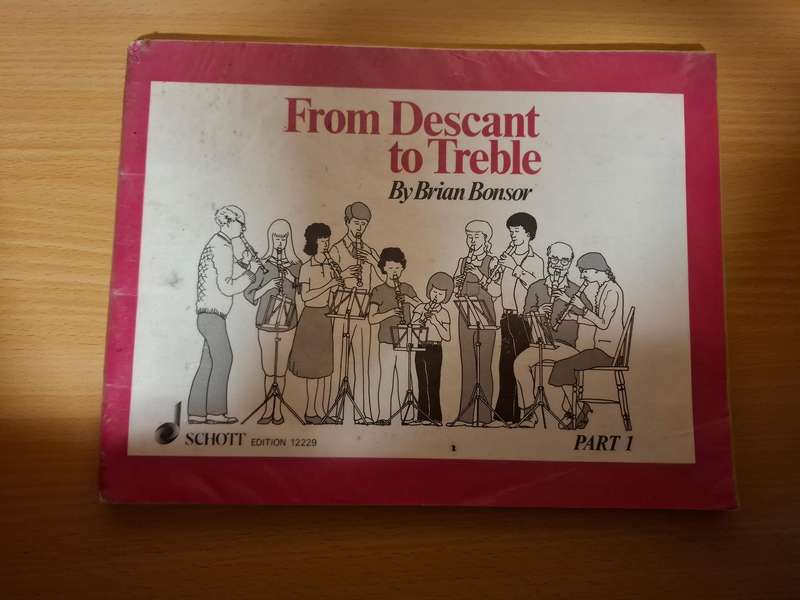 From Descant
to Treble
By Brian Bonsor
SCHOTT EDITION 12229
PART 1